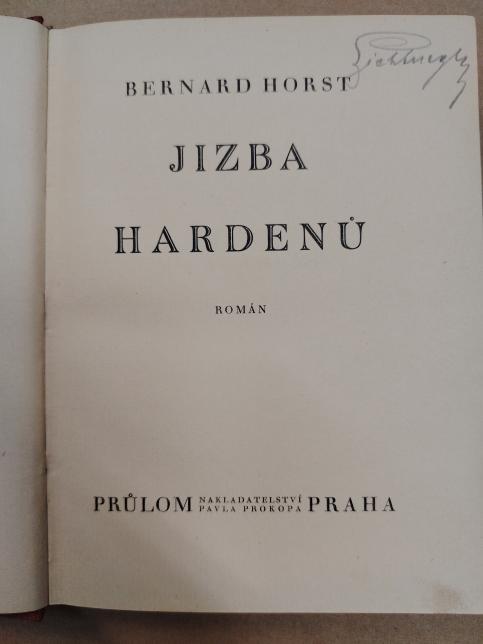 BERNARD HORST
JIZBA
HARDENŮ
ROMÁN
PRŮLOM NAKLADATELSTVÍ PAVLA PROKOPA PRAHA